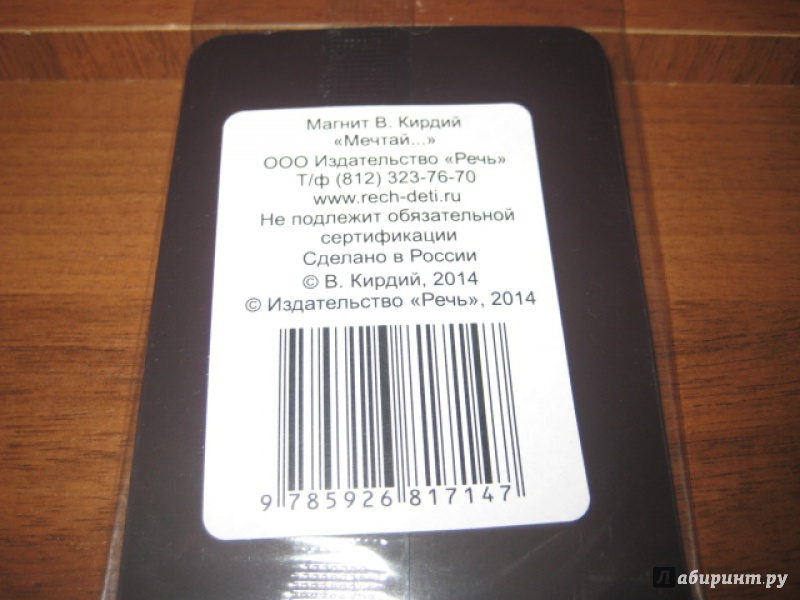 Магнит В. Кирдий
«Мечтай...»
ООО Издательство «Речь»
Т/ф (812) 323-76-70
www.rech-deti.ru
Не подлежит обязательной
сертификации
Сделано в России
© В. Кирдий, 2014
© Издательство «Речь», 2014
9 785926 817147
Лабиринт.ру